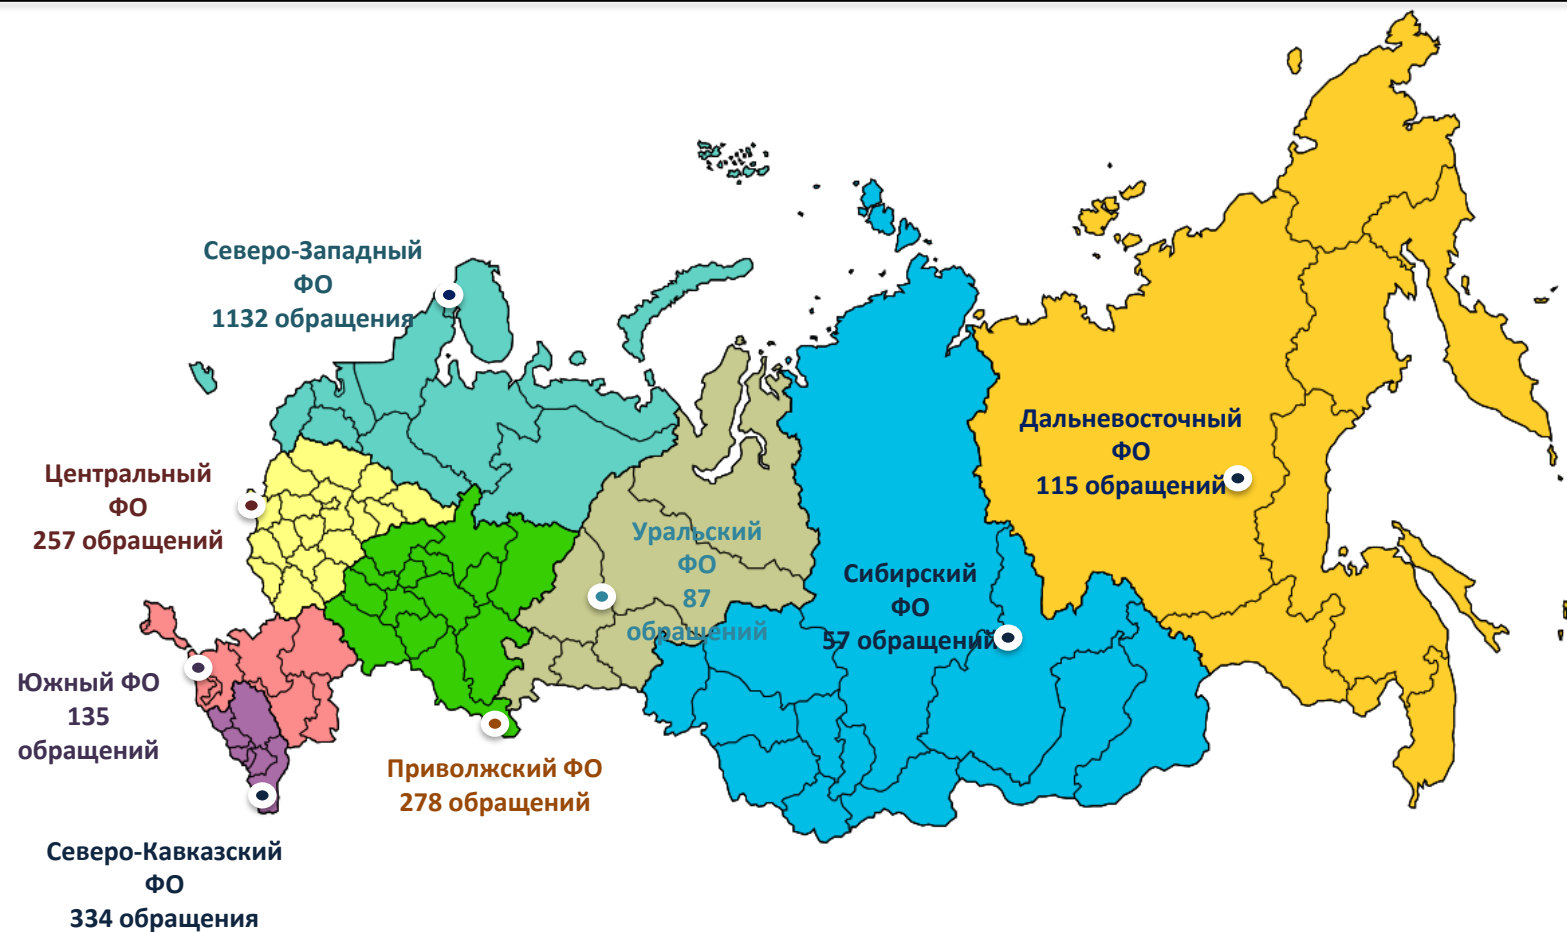 Северо-Западный
ФО
1132 обращения
Центральный
ФО
257 обращений
Южный ФО
135
обращений
Северо-Кавказский
ФО
334 обращения
Приволжский ФО
278 обращений
Уральский
ФО
87
обращений
Сибирский
ФО
57 обращений
Дальневосточный
ФО
115 обращений